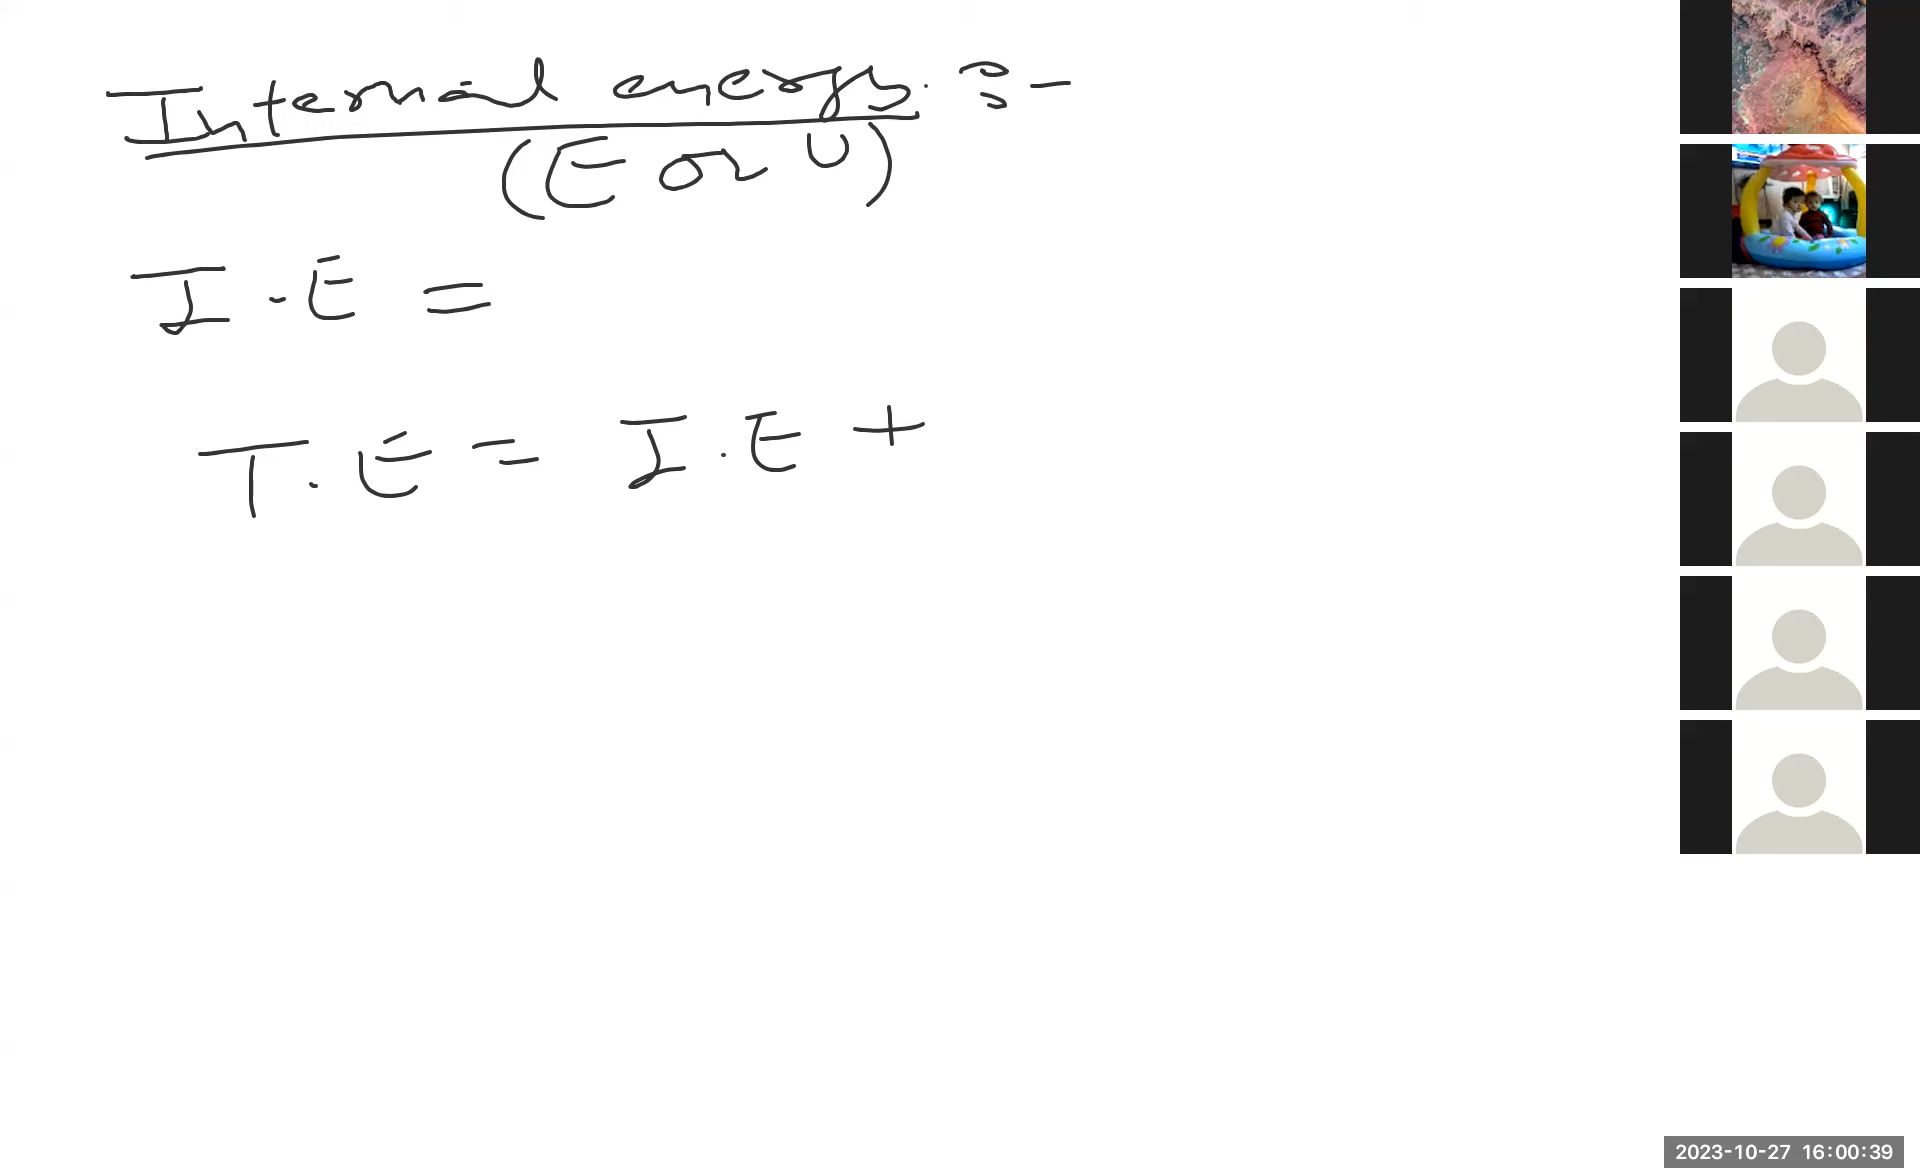 Internal energy :-
(E or U)
I.E =
T.E = I.E +
2023-10-27 16:00:39